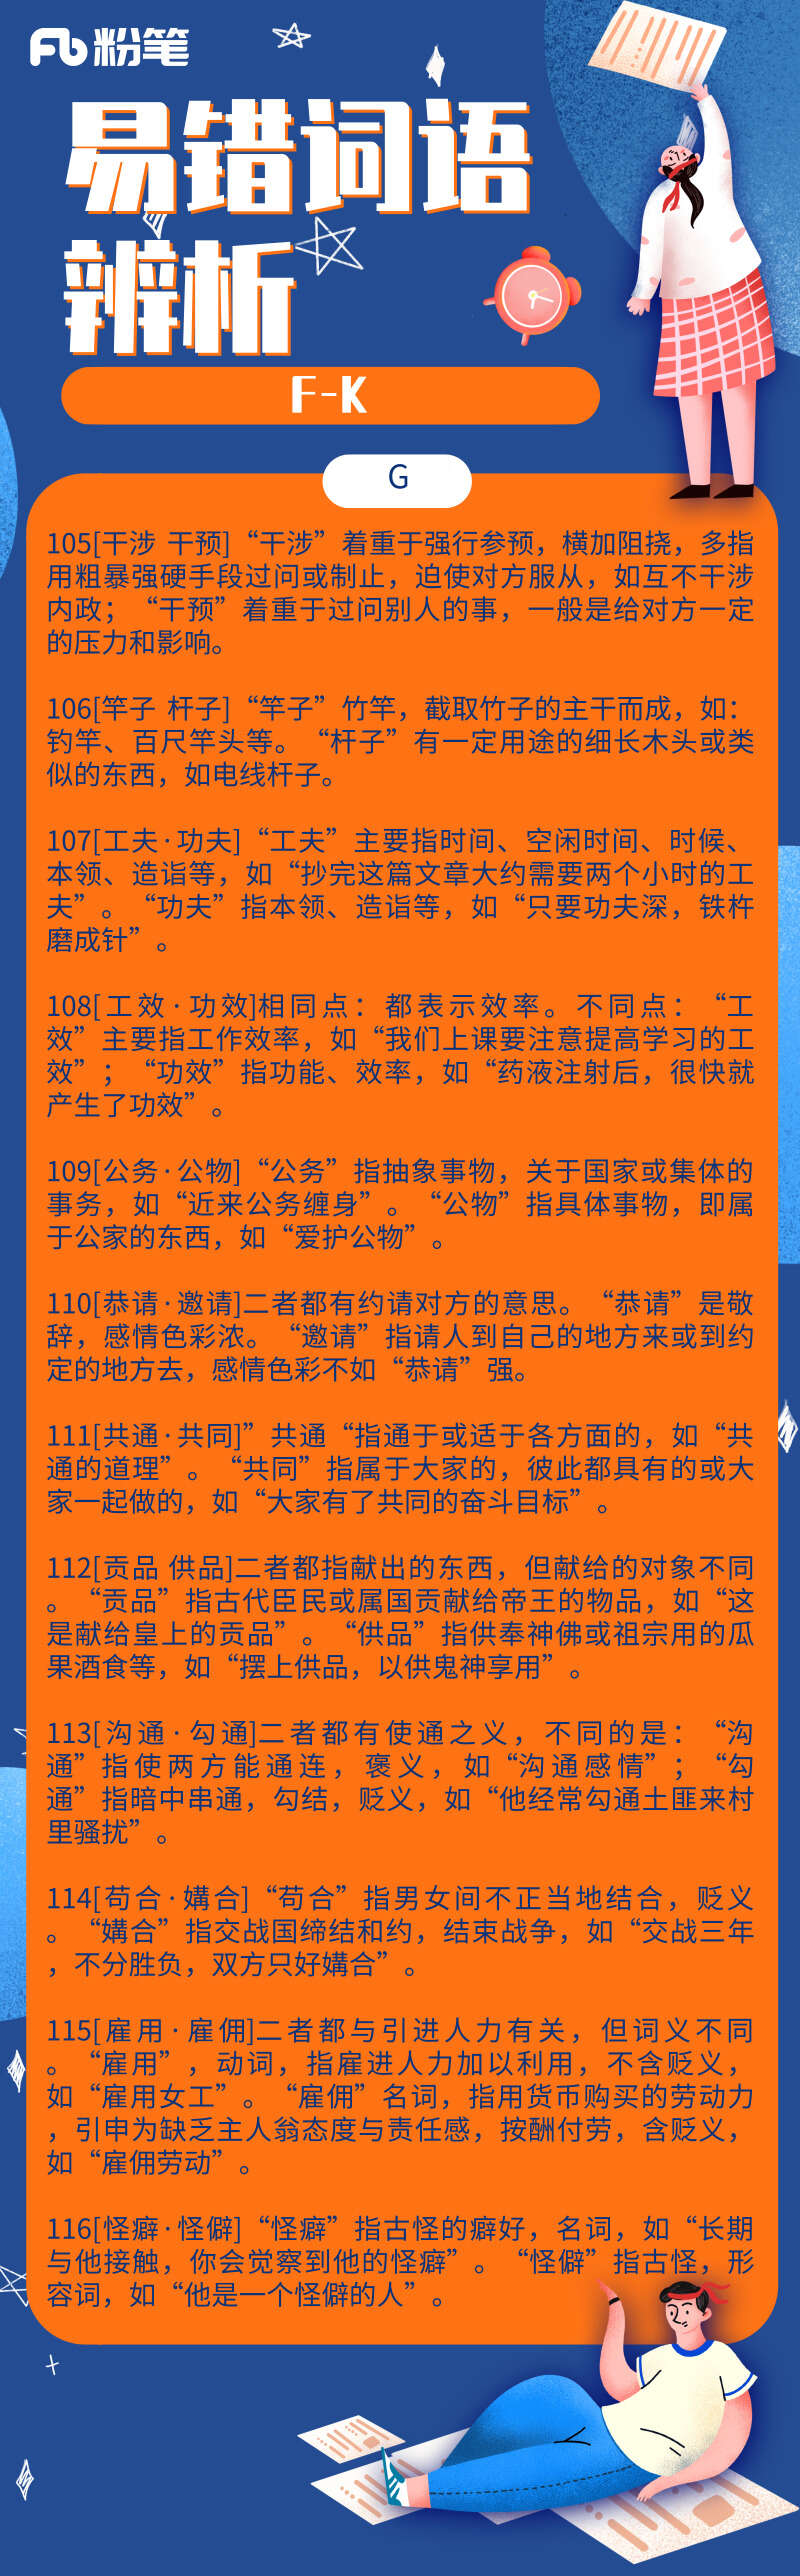 粉笔
易错词语
辨析
F-K
G
105[干涉 干预]“干涉”着重于强行参预，横加阻挠，多指
用粗暴强硬手段过问或制止，迫使对方服从，如互不干涉
内政；“干预”着重于过问别人的事，一般是给对方一定
的压力和影响。
106[竿子 杆子]“竿子”竹竿，截取竹子的主干而成，如：
钓竿、百尺竿头等。“杆子”有一定用途的细长木头或类
似的东西，如电线杆子。
107[工夫·功夫]“工夫”主要指时间、空闲时间、时候、
本领、造诣等，如“抄完这篇文章大约需要两个小时的工
夫”。“功夫”指本领、造诣等，如“只要功夫深，铁杵
磨成针”。
108[工效·功效]相同点：都表示效率。不同点：“工
效”主要指工作效率，如“我们上课要注意提高学习的工
效”；“功效”指功能、效率，如“药液注射后，很快就
产生了功效”。
109[公务·公物]“公务”指抽象事物，关于国家或集体的
事务，如“近来公务缠身”。“公物”指具体事物，即属
于公家的东西，如“爱护公物”。
110[恭请·邀请]二者都有约请对方的意思。“恭请”是敬
辞，感情色彩浓。“邀请”指请人到自己的地方来或到约
定的地方去，感情色彩不如“恭请”强。
111[共通·共同]”共通“指通于或适于各方面的，如“共
通的道理”。“共同”指属于大家的，彼此都具有的或大
家一起做的，如“大家有了共同的奋斗目标”。
112[贡品 供品]二者都指献出的东西，但献给的对象不同
。“贡品”指古代臣民或属国贡献给帝王的物品，如“这
是献给皇上的贡品”。“供品”指供奉神佛或祖宗用的瓜
果酒食等，如“摆上供品，以供鬼神享用”。
113[沟通·勾通]二者都有使通之义，不同的是：“沟
通”指使两方能通连，褒义，如“沟通感情”；“勾
通”指暗中串通，勾结，贬义，如“他经常勾通土匪来村
里骚扰”。
114[苟合·媾合]“苟合”指男女间不正当地结合，贬义
。“媾合”指交战国缔结和约，结束战争，如“交战三年
，不分胜负，双方只好媾合”。
115[雇用·雇佣]二者都与引进人力有关，但词义不同
。“雇用”，动词，指雇进人力加以利用，不含贬义，
如“雇用女工”。“雇佣”名词，指用货币购买的劳动力
，引申为缺乏主人翁态度与责任感，按酬付劳，含贬义，
如“雇佣劳动”。
116[怪癖·怪僻]“怪癖”指古怪的癖好，名词，如“长期
与他接触，你会觉察到他的怪癖”。“怪僻”指古怪，形
容词，如“他是一个怪僻的人”。